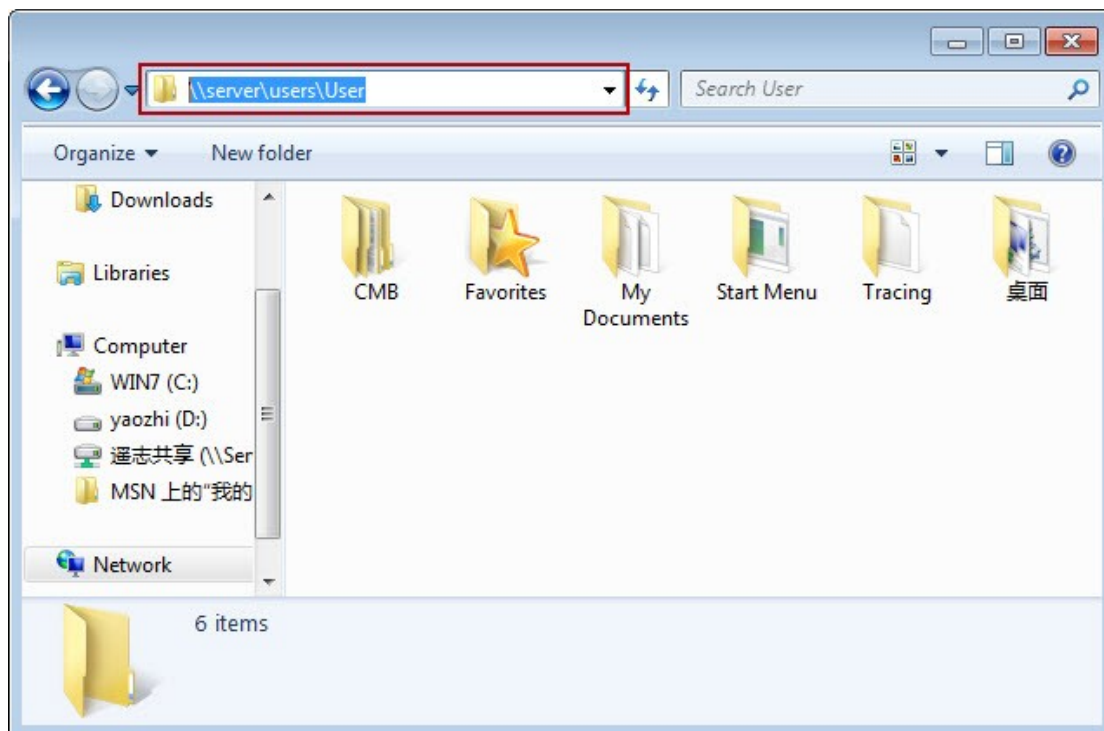 \\server\users\User
Search User
Organize
New folder
Downloads
Libraries
Computer
WIN7 (C:)
yaozhi (D:)
遥志共享 (\\Ser
MSN 上的"我的
Network
CMB
Favorites
My
Documents
Start Menu
Tracing
桌面
6 items